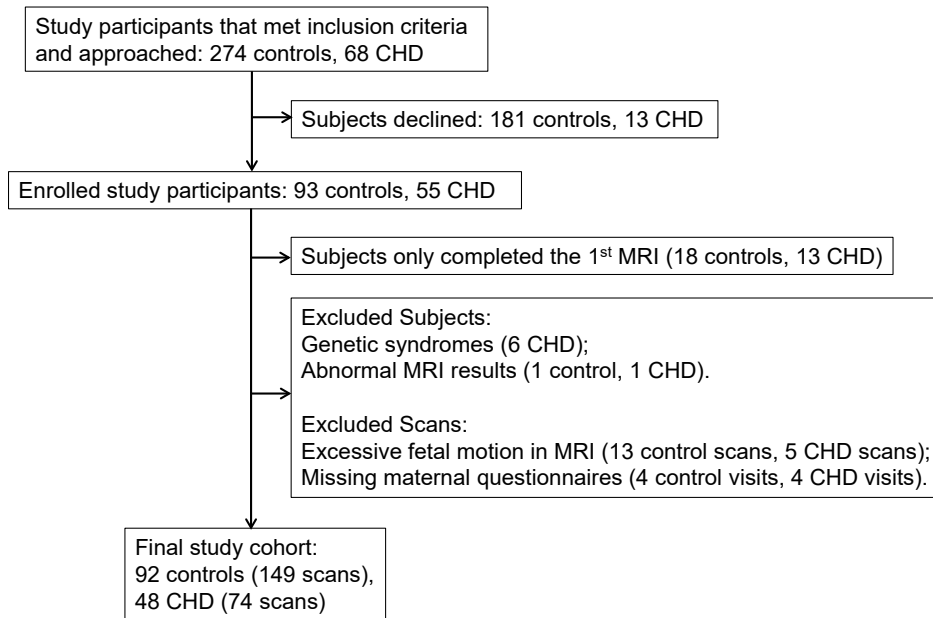 Study participants that met inclusion criteria
and approached: 274 controls, 68 CHD
Subjects declined: 181 controls, 13 CHD
Enrolled study participants: 93 controls, 55 CHD
Subjects only completed the 1st MRI (18 controls, 13 CHD)
Excluded Subjects:
Genetic syndromes (6 CHD);
Abnormal MRI results (1 control, 1 CHD).
Excluded Scans:
Excessive fetal motion in MRI (13 control scans, 5 CHD scans);
Missing maternal questionnaires (4 control visits, 4 CHD visits).
Final study cohort:
92 controls (149 scans),
48 CHD (74 scans)